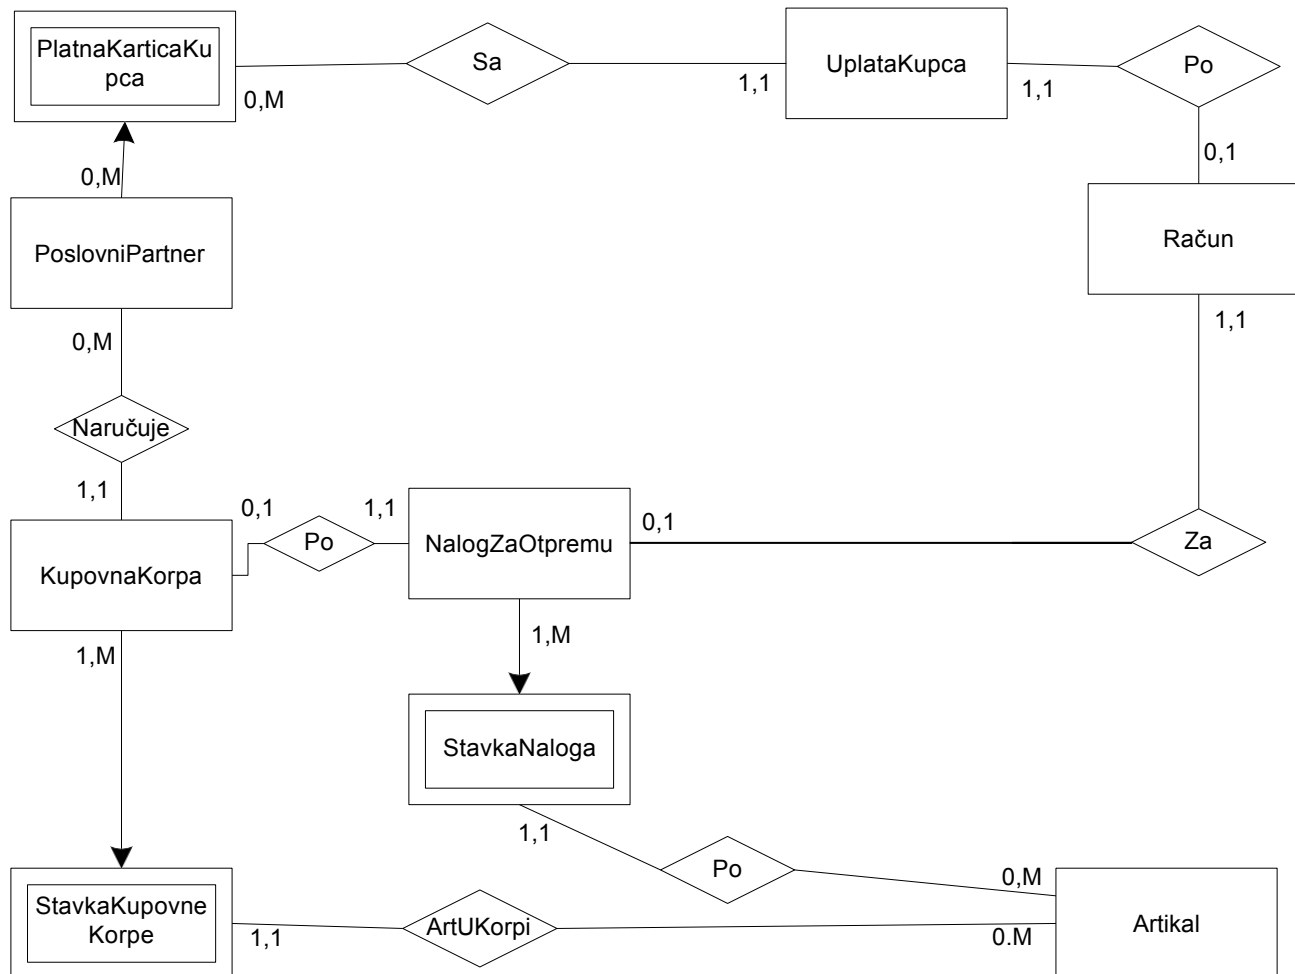 PlatnaKarticaKu
pca
Sa
UplataKupca
Po
0,M
1,1
1,1
0,1
0,M
PoslovniPartner
Račun
0,M
1,1
Naručuje
1,1
0,1
1,1
0,1
KupovnaKorpa
Po
NalogZaOtpremu
Za
1,M
1,M
StavkaNaloga
1,1
Po
0,M
StavkaKupovne
Korpe
1,1
ArtUKorpi
0.M
Artikal